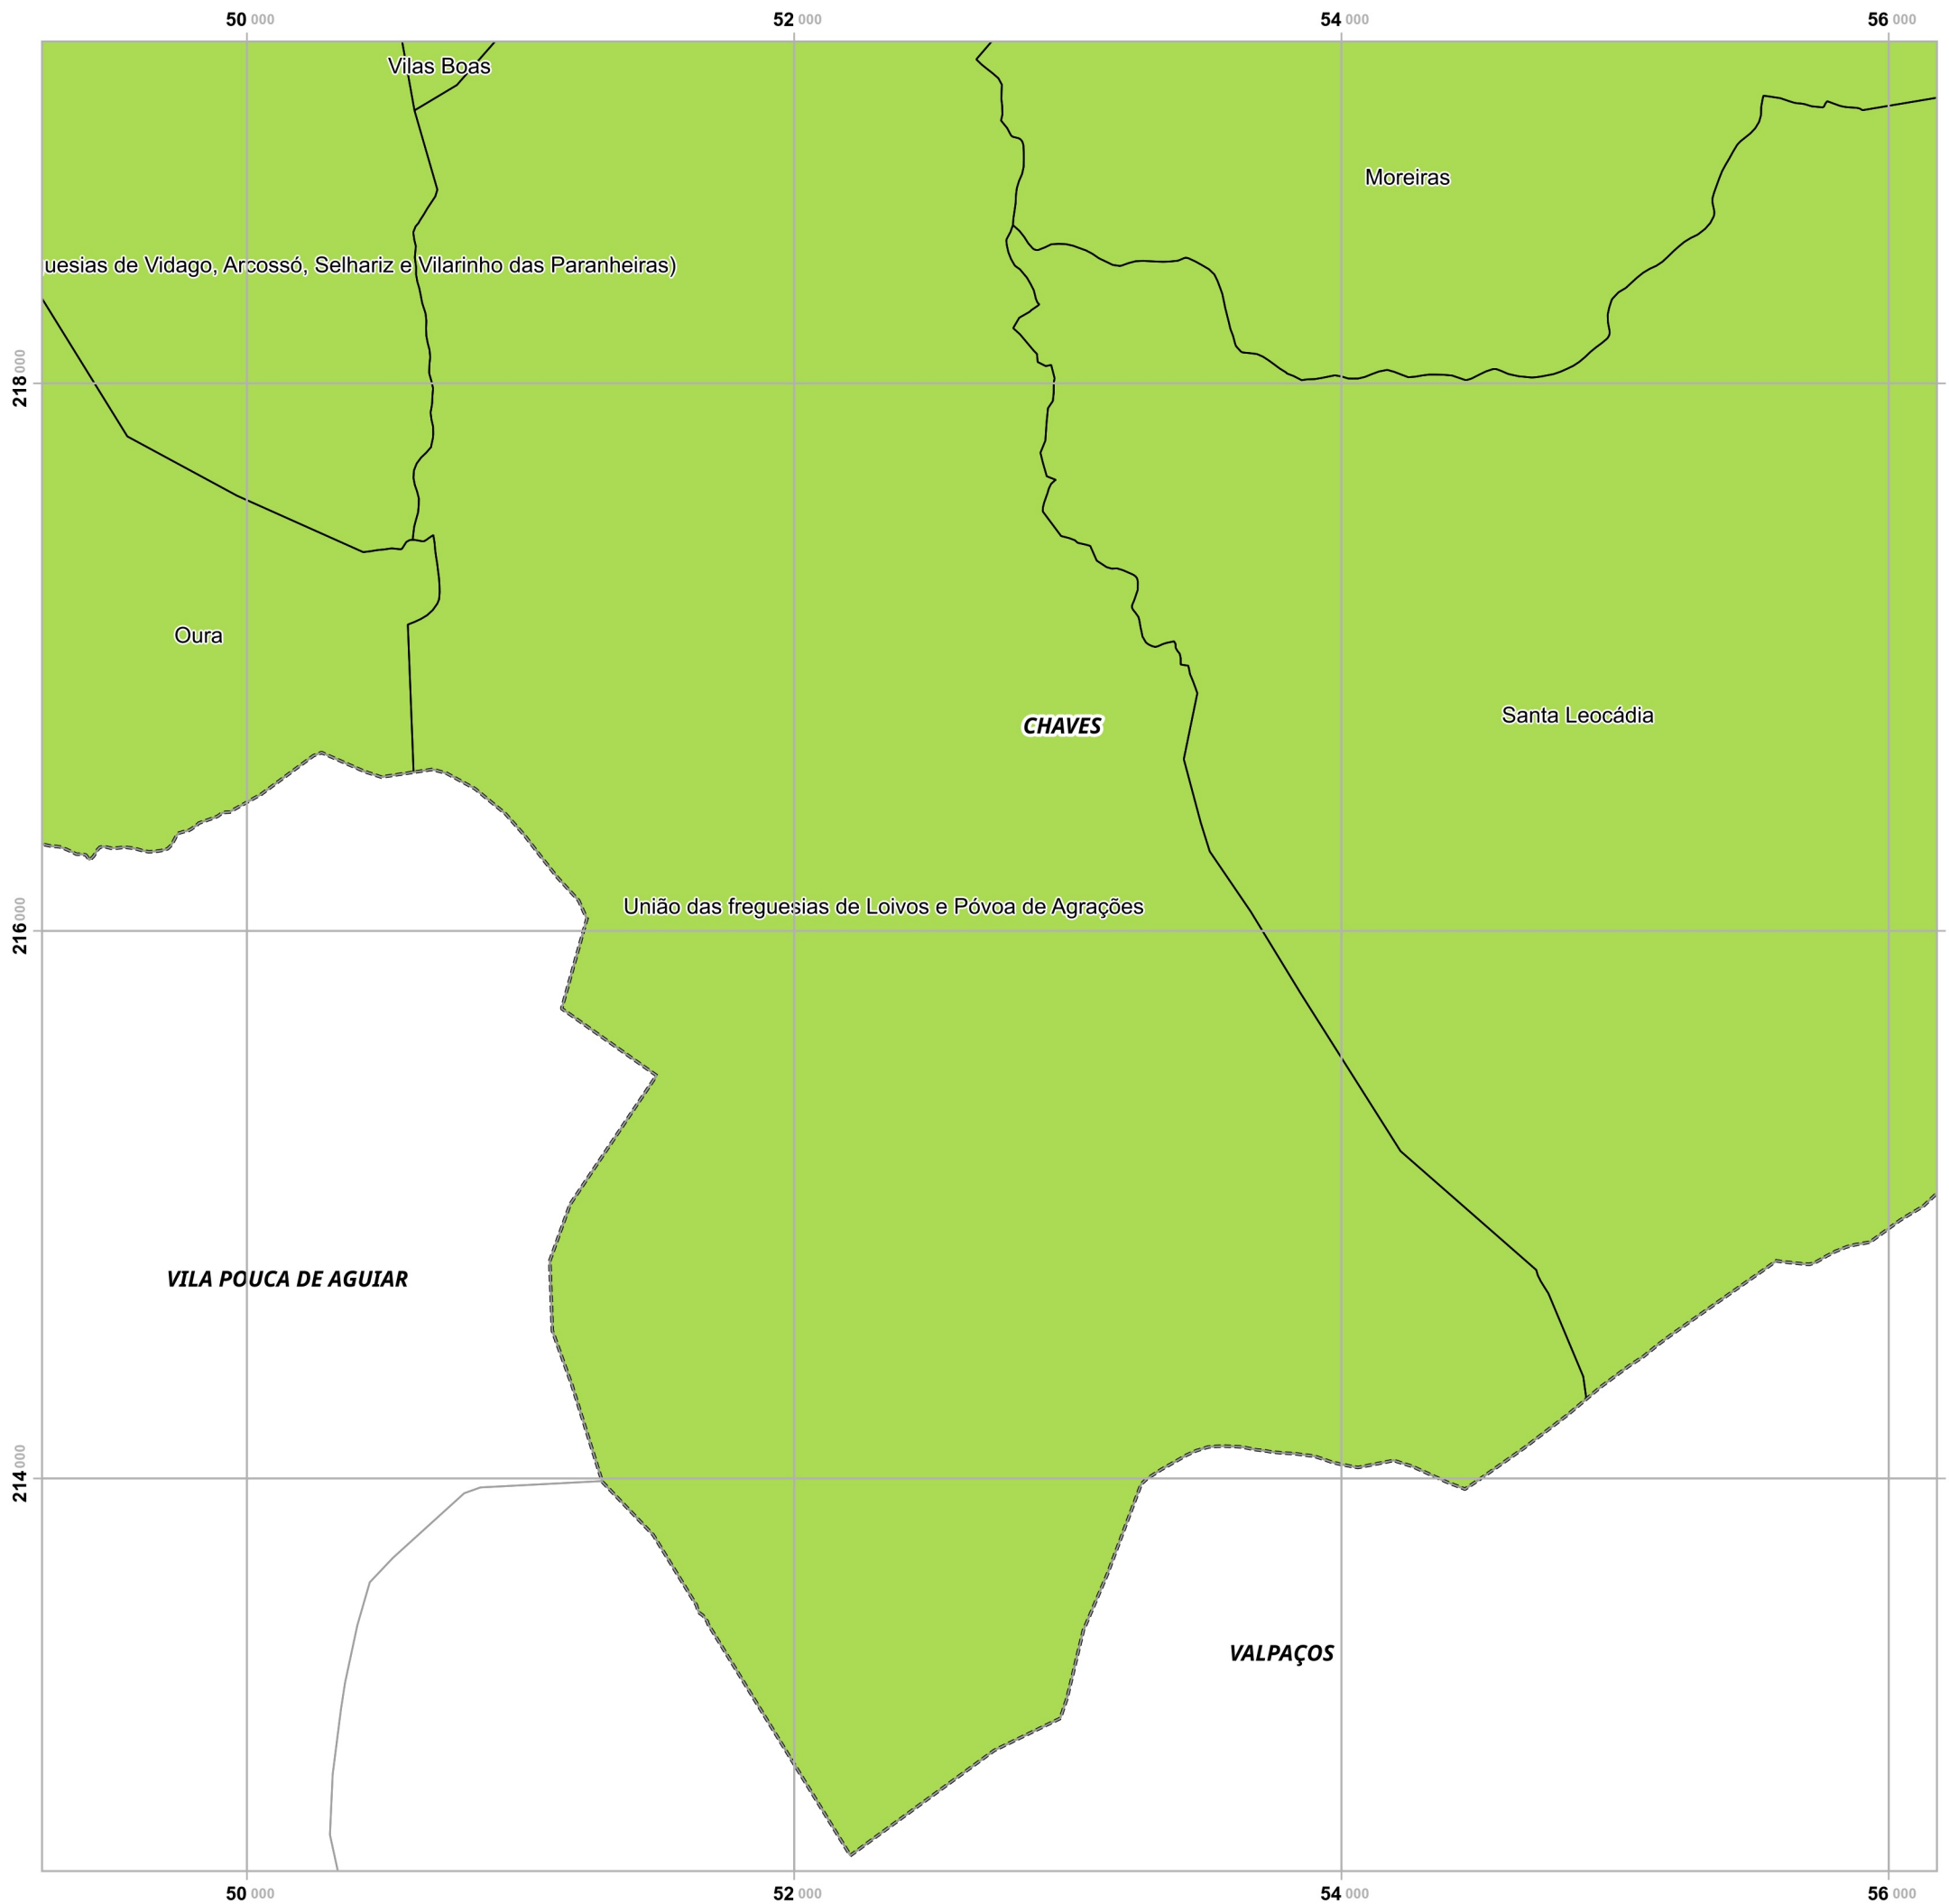 50 000
52 000
54 000
56 000
Vilas Boas
Moreiras
uesias de Vidago, Arcossó, Selhariz e Vilarinho das Paranheiras)
218 000
Oura
Santa Leocádia
CHAVES
União das freguesias de Loivos e Póvoa de Agrações
216 000
VILA POUCA DE AGUIAR
214 000
VALPAÇOS
50 000
52 000
54 000
56 000